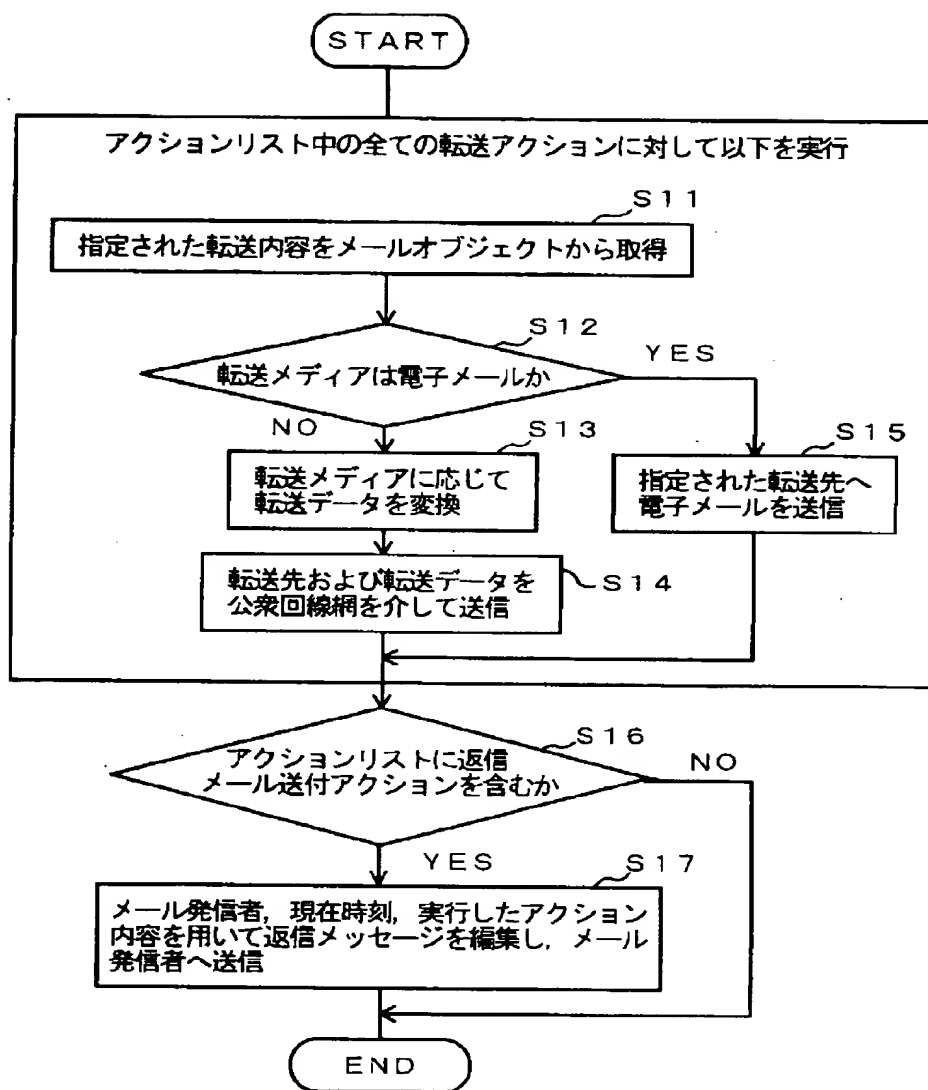 START
アクションリスト中の全ての転送アクションに対して以下を実行
S11
指定された転送内容をメールオブジェクトから取得
S12
転送メディアは電子メールか
YES
NO
S13
転送メディアに応じて
転送データを変換
S15
指定された転送先へ
電子メールを送信
転送先および転送データを
公衆回線網を介して送信
S14
S16
アクションリストに返信
メール送付アクションを含むか
NO
YES
S17
メール発信者，現在時刻，実行したアクション
内容を用いて返信メッセージを編集し，メール
発信者へ送信
END